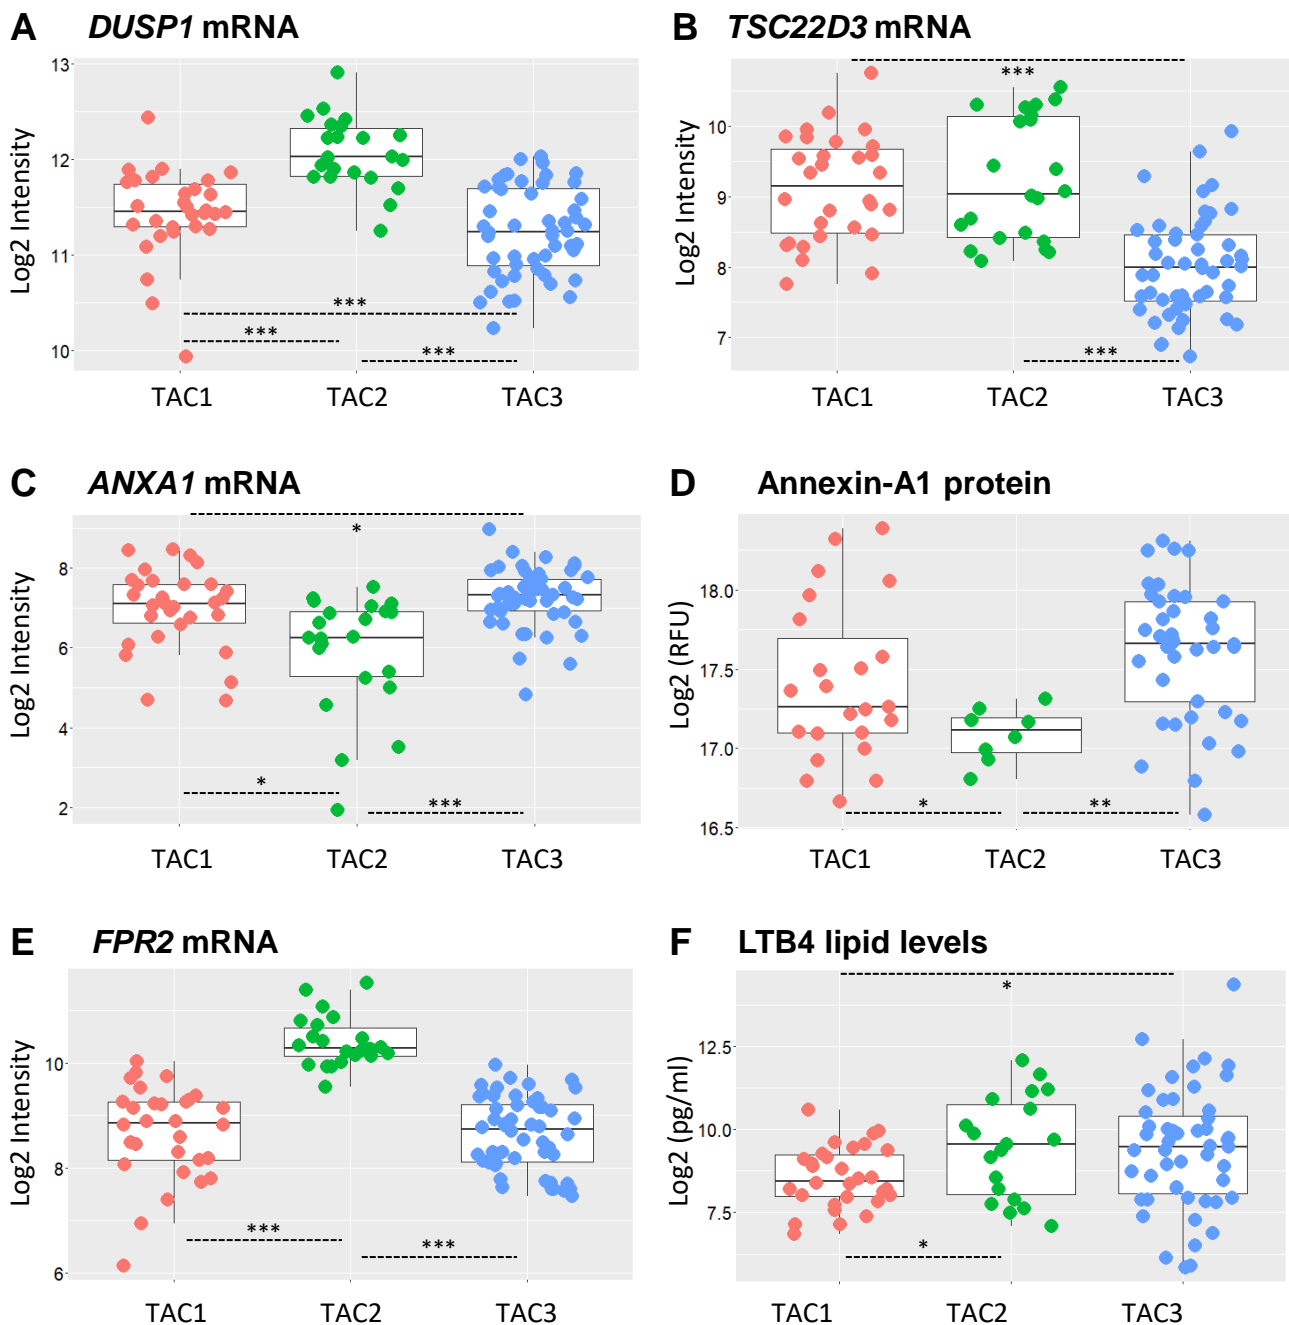 A DUSP1 mRNA
Log2 Intensity
13
12
11
10
***
***
***
TAC1 TAC2 TAC3
B TSC22D3 mRNA
Log2 Intensity
10
9
8
7
***
***
TAC1 TAC2 TAC3
C ANXA1 mRNA
Log2 Intensity
8
6
4
2
*
*
***
TAC1 TAC2 TAC3
D Annexin-A1 protein
Log2 (RFU)
18.0
17.5
17.0
16.5
* **
TAC1 TAC2 TAC3
E FPR2 mRNA
Log2 Intensity
10
8
6
***
***
TAC1 TAC2 TAC3
F LTB4 lipid levels
Log2 (pg/ml)
12.5
10.0
7.5
*
*
TAC1 TAC2 TAC3